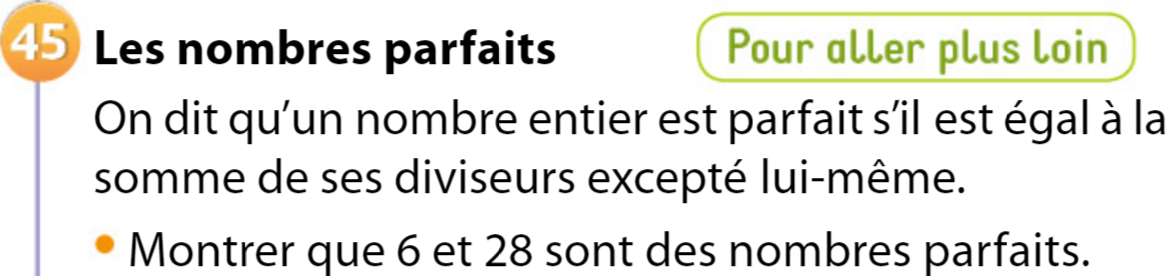 45 Les nombres parfaits Pour aller plus loin
On dit qu'un nombre entier est parfait s'il est égal à la
somme de ses diviseurs excepté lui-même.
• Montrer que 6 et 28 sont des nombres parfaits.